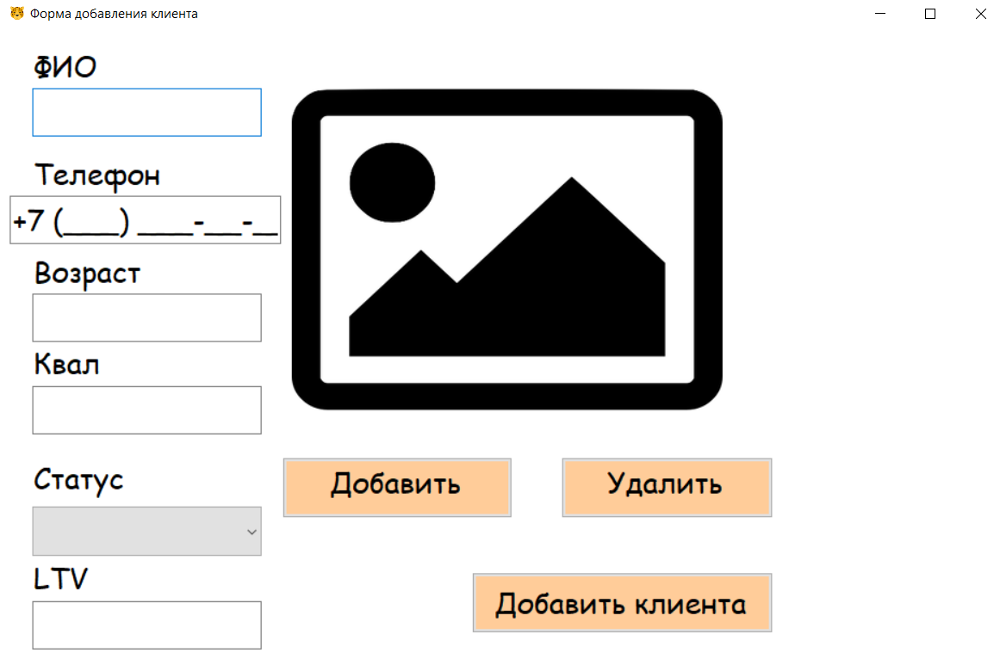 Форма добавления клиента
ФИО
Телефон
+7 (___) ___-__-__
Возраст
Квал
Статус
Добавить
Удалить
LTV
Добавить клиента